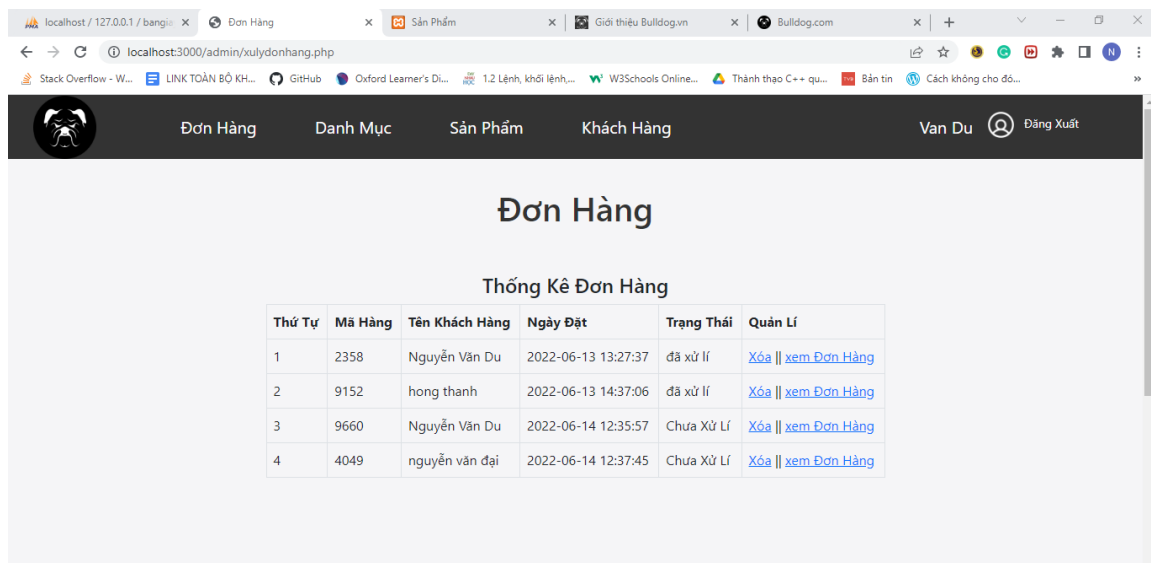 localhost / 127.0.0.1 / bangia Đơn Hàng Sản Phẩm Giới thiệu Bulldog.vn Bulldog.com
localhost:3000/admin/xulydonhang.php N
Stack Overflow - W... LINK TOÀN BỘ KH... GitHub Oxford Learner's Di... 1.2 Lệnh, khối lệnh,... W3Schools Online... Thành thạo C++ qu... Bản tin Cách không cho đó... »
Đơn Hàng Danh Mục Sản Phẩm Khách Hàng Van Du Đăng Xuất
Đơn Hàng
Thống Kê Đơn Hàng
Thứ Tự Mã Hàng Tên Khách Hàng Ngày Đặt Trạng Thái Quản Lí
1 2358 Nguyễn Văn Du 2022-06-13 13:27:37 đã xử lí Xóa || xem Đơn Hàng
2 9152 hong thanh 2022-06-13 14:37:06 đã xử lí Xóa || xem Đơn Hàng
3 9660 Nguyễn Văn Du 2022-06-14 12:35:57 Chưa Xử Lí Xóa || xem Đơn Hàng
4 4049 nguyễn văn đại 2022-06-14 12:37:45 Chưa Xử Lí Xóa || xem Đơn Hàng